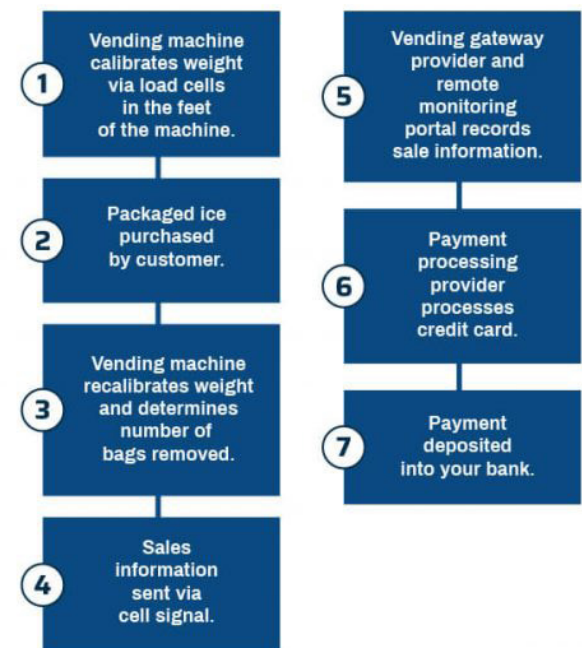 1
Vending machine
calibrates weight
via load cells
in the feet
of the machine.
2
Packaged ice
purchased
by customer.
3
Vending machine
recalibrates weight
and determines
number of
bags removed.
4
Sales
information
sent via
cell signal.
5
Vending gateway
provider and
remote
monitoring
portal records
sale information.
6
Payment
processing
provider
processes
credit card.
7
Payment
deposited
into your bank.